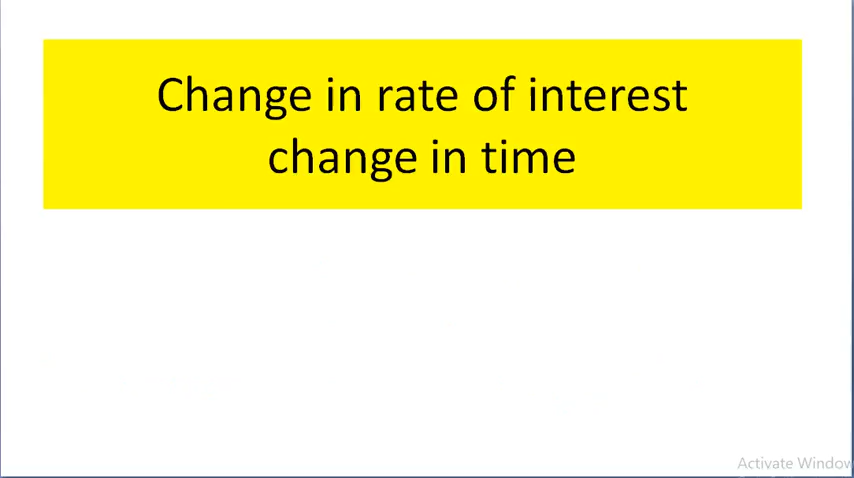 Change in rate of interest
change in time
Activate Window